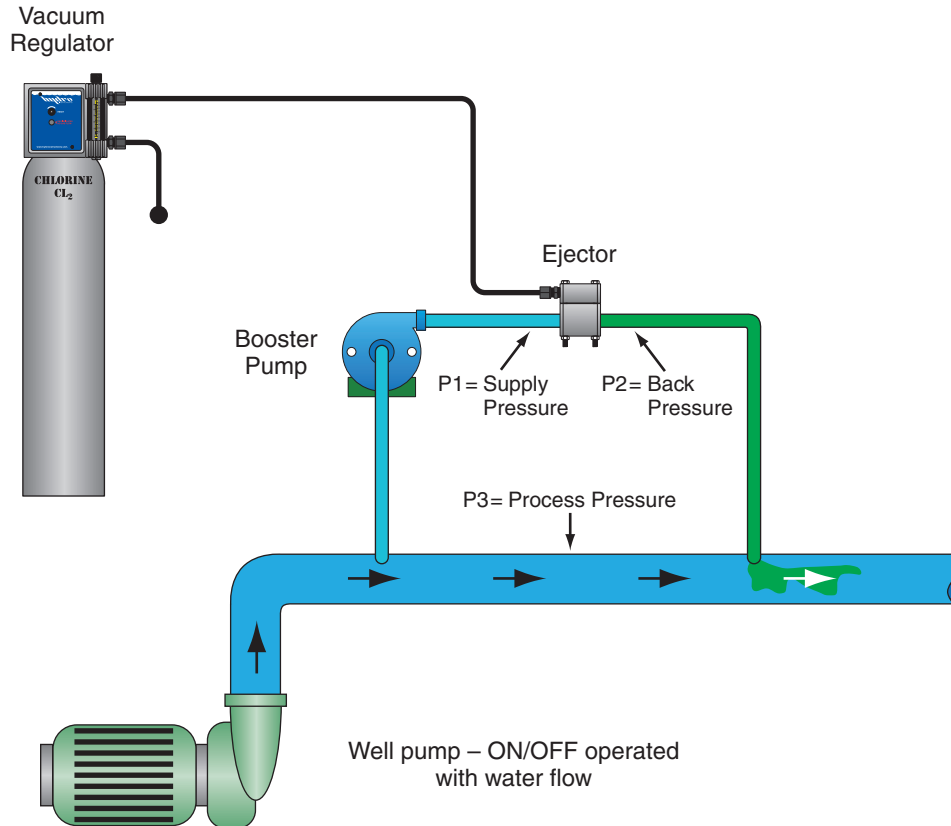 Vacuum
Regulator
hydro
CHLORINE
CL₂
Ejector
Booster
Pump
P1= Supply
Pressure
P2= Back
Pressure
P3= Process Pressure
Well pump – ON/OFF operated
with water flow